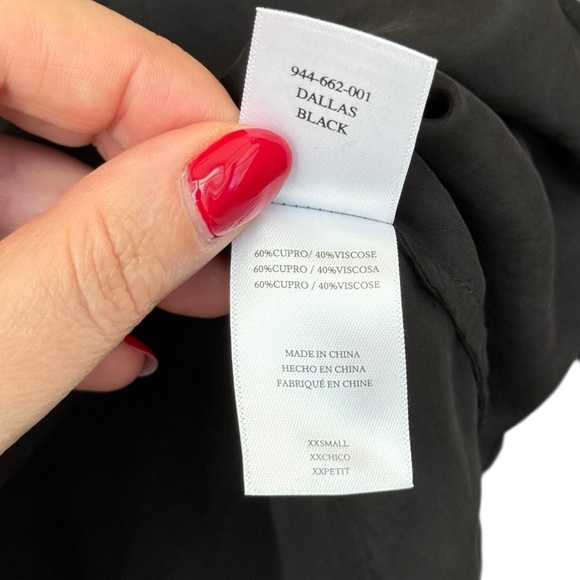 944-662-001
DALLAS
BLACK
60%CUPRO/ 40%VISCOSE
60%CUPRO / 40%VISCOSA
60%CUPRO / 40%VISCOSE
MADE IN CHINA
HECHO EN CHINA
FABRIQUÉ EN CHINE
XXSMALL
XXCHICO
XXPETIT